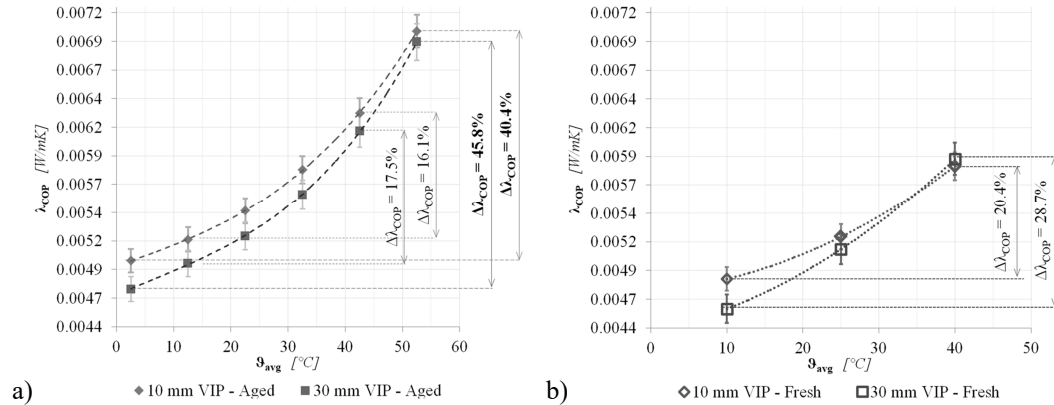 0.0072
0.0069
0.0067
0.0064
0.0062
0.0059
0.0057
0.0054
0.0052
0.0049
0.0047
0.0044
λCOP [W/mK]
0 10 20 30 40 50 60
ϑavg [°C]
ΔλCOP = 17.5%
ΔλCOP = 16.1%
ΔλCOP = 45.8%
ΔλCOP = 40.4%
a)
10 mm VIP - Aged 30 mm VIP - Aged
0.0072
0.0069
0.0067
0.0064
0.0062
0.0059
0.0057
0.0054
0.0052
0.0049
0.0047
0.0044
λCOP [W/mK]
0 10 20 30 40 50
ϑavg [°C]
ΔλCOP = 20.4%
ΔλCOP = 28.7%
b)
10 mm VIP - Fresh 30 mm VIP - Fresh